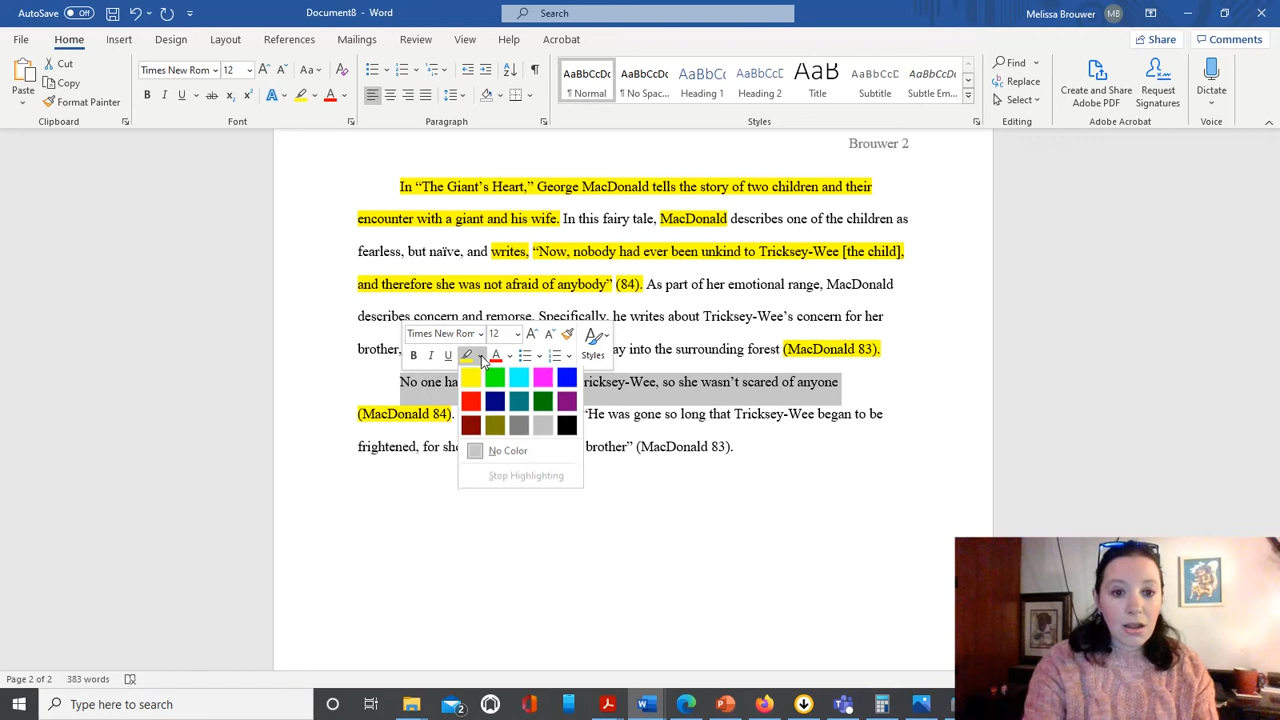 AutoSave Off Document8 - Word Search Melissa Brouwer MB
File Home Insert Design Layout References Mailings Review View Help Acrobat Share Comments
Paste Cut Copy Format Painter Clipboard
Times New Rom 12 Aa Font
Paragraph
AaBbCcDc ¶ Normal
AaBbCcDc ¶ No Spac...
AaBbCc Heading 1
AaBbCcD Heading 2
AaB Title
AaBbCcD Subtitle
AaBbCcDc Subtle Em...
Styles
Find Replace Select Editing
Create and Share Adobe PDF Request Signatures Adobe Acrobat
Dictate Voice
Brouwer 2
In “The Giant’s Heart,” George MacDonald tells the story of two children and their
encounter with a giant and his wife. In this fairy tale, MacDonald describes one of the children as
fearless, but naïve, and writes, “Now, nobody had ever been unkind to Tricksey-Wee [the child],
and therefore she was not afraid of anybody” (84). As part of her emotional range, MacDonald
describes concern and remorse. Specifically, he writes about Tricksey-Wee’s concern for her
brother, ay into the surrounding forest (MacDonald 83).
Times New Rom 12
B I U A Styles
No one ha ricksey-Wee, so she wasn’t scared of anyone
(MacDonald 84). “He was gone so long that Tricksey-Wee began to be
frightened, for she brother” (MacDonald 83).
No Color
Stop Highlighting
Page 2 of 2 383 words
Type here to search